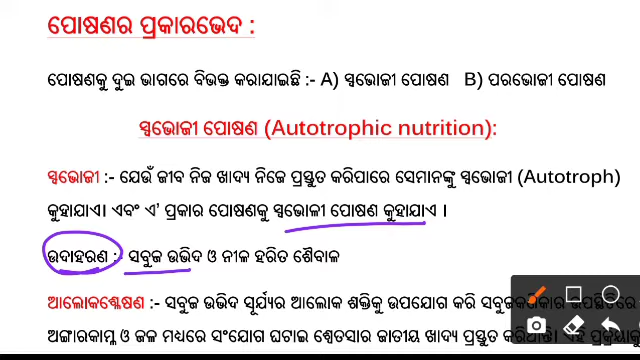 ପୋଷଣର ପ୍ରକାରଭେଦ :
ପୋଷଣକୁ ଦୁଇ ଭାଗରେ ବିଭକ୍ତ କରାଯାଇଛି :- A) ସ୍ୱଭୋଜୀ ପୋଷଣ B) ପରଭୋଜୀ ପୋଷଣ
ସ୍ୱଭୋଜୀ ପୋଷଣ (Autotrophic nutrition):
ସ୍ୱଭୋଜୀ :- ଯେଉଁ ଜୀବ ନିଜ ଖାଦ୍ୟ ନିଜେ ପ୍ରସ୍ତୁତ କରିପାରେ ସେମାନଙ୍କୁ ସ୍ୱଭୋଜୀ (Autotroph)
କୁହାଯାଏ। ଏବଂ ଏ' ପ୍ରକାର ପୋଷଣକୁ ସ୍ୱଭୋଳୀ ପୋଷଣ କୁହାଯାଏ ।
ଉଦାହରଣ :- ସବୁଜ ଉଦ୍ଭିଦ ଓ ନୀଳ ହରିତ ଶୈବାଳ
ଆଲୋକଶ୍ଳେଷଣ :- ସବୁଜ ଉଦ୍ଭିଦ ସୂର୍ଯ୍ୟର ଆଲୋକ ଶକ୍ତିକୁ ଉପଯୋଗ କରି
ଅଙ୍ଗାରକାମ୍ଳ ଓ ଜଳ ମଧ୍ୟରେ ସଂଯୋଗ ଘଟାଇ ଶ୍ୱେତସାର ଜାତୀୟ ଖାଦ୍ୟ ପ୍ରସ୍ତୁତ